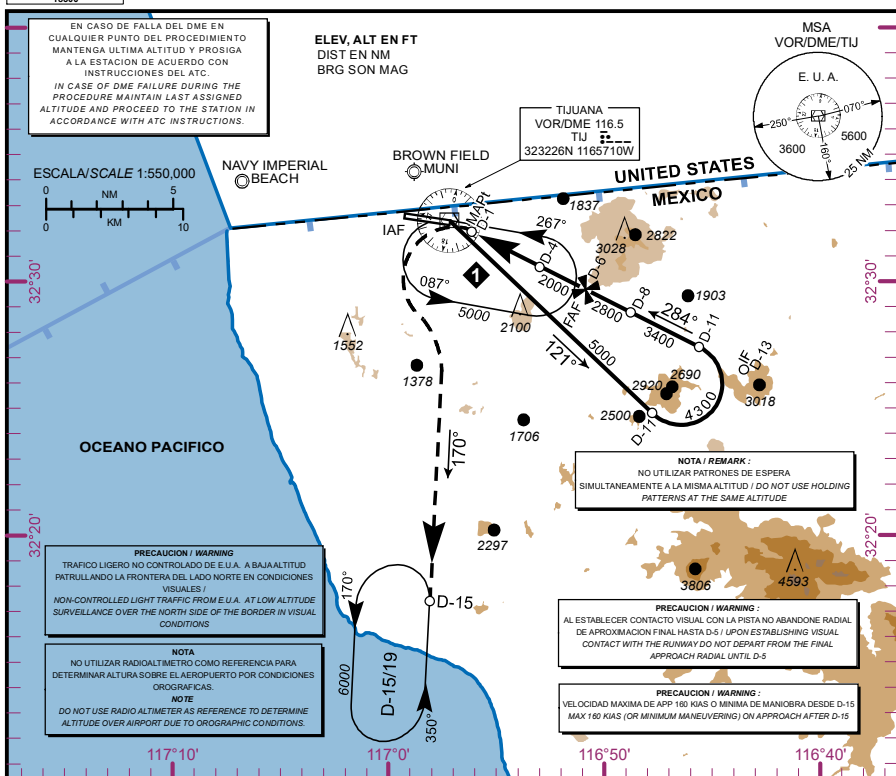 EN CASO DE FALLA DEL DME EN
CUALQUIER PUNTO DEL PROCEDIMIENTO
MANTENGA ULTIMA ALTITUD Y PROSIGA
A LA ESTACION DE ACUERDO CON
INSTRUCCIONES DEL ATC.
IN CASE OF DME FAILURE DURING THE
PROCEDURE MAINTAIN LAST ASSIGNED
ALTITUDE AND PROCEED TO THE STATION IN
ACCORDANCE WITH ATC INSTRUCTIONS.
ELEV, ALT EN FT
DIST EN NM
BRG SON MAG
MSA
VOR/DME/TIJ
E. U. A.
250°
070°
160°
3600
5600
25 NM
TIJUANA
VOR/DME 116.5
TIJ
323226N 1165710W
ESCALA/SCALE 1:550,000
0 NM 5
0 KM 10
NAVY IMPERIAL
BEACH
BROWN FIELD
MUNI
UNITED STATES
MEXICO
1837
IAF
MAPt
D-1
267°
3028
2822
D-4
D-6
2000
1
087°
5000
2100
FAF
2800
D-8
1903
3400
284°
D-11
32°30'
32°30'
1552
1378
121°
5000
IF
D-13
2690
2920
3018
4300
2500
D-11
1706
OCEANO PACIFICO
170°
NOTA / REMARK :
NO UTILIZAR PATRONES DE ESPERA
SIMULTANEAMENTE A LA MISMA ALTITUD / DO NOT USE HOLDING
PATTERNS AT THE SAME ALTITUDE
32°20'
32°20'
2297
3806
4593
PRECAUCION / WARNING
TRAFICO LIGERO NO CONTROLADO DE E.U.A. A BAJA ALTITUD
PATRULLANDO LA FRONTERA DEL LADO NORTE EN CONDICIONES
VISUALES /
NON-CONTROLLED LIGHT TRAFFIC FROM E.U.A. AT LOW ALTITUDE
SURVEILLANCE OVER THE NORTH SIDE OF THE BORDER IN VISUAL
CONDITIONS
170°
D-15
6000
D-15/19
350°
PRECAUCION / WARNING :
AL ESTABLECER CONTACTO VISUAL CON LA PISTA NO ABANDONE RADIAL
DE APROXIMACION FINAL HASTA D-5 / UPON ESTABLISHING VISUAL
CONTACT WITH THE RUNWAY DO NOT DEPART FROM THE FINAL
APPROACH RADIAL UNTIL D-5
NOTA
NO UTILIZAR RADIOALTIMETRO COMO REFERENCIA PARA
DETERMINAR ALTURA SOBRE EL AEROPUERTO POR CONDICIONES
OROGRAFICAS.
NOTE
DO NOT USE RADIO ALTIMETER AS REFERENCE TO DETERMINE
ALTITUDE OVER AIRPORT DUE TO OROGRAPHIC CONDITIONS.
PRECAUCION / WARNING :
VELOCIDAD MAXIMA DE APP 160 KIAS O MINIMA DE MANIOBRA DESDE D-15
MAX 160 KIAS (OR MINIMUM MANEUVERING) ON APPROACH AFTER D-15
117°10'
117°0'
116°50'
116°40'